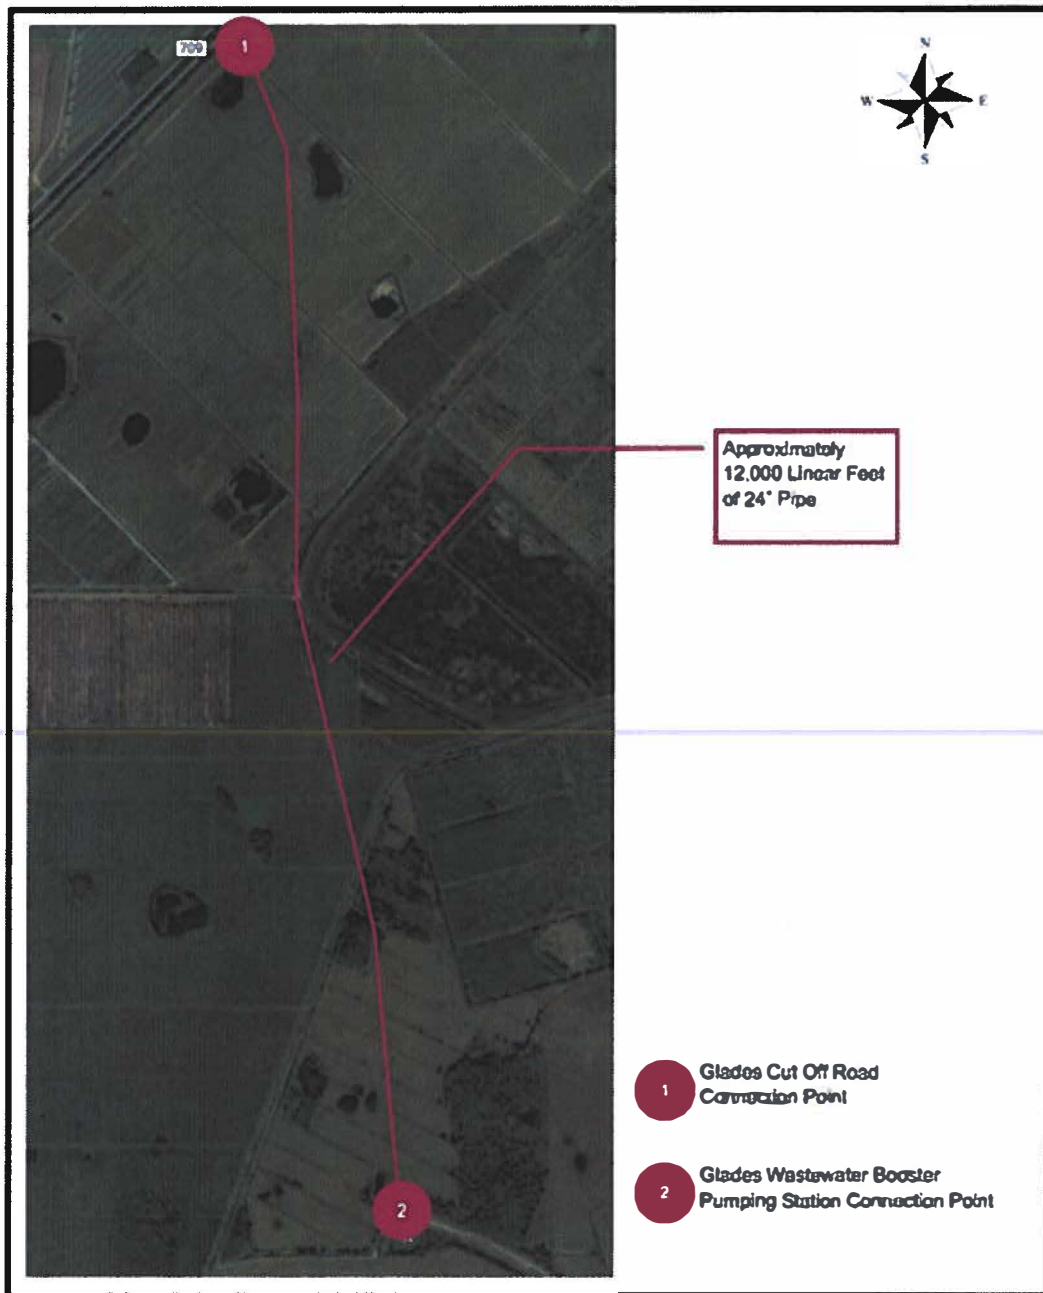 709
1
N
W
E
S
Approximately
12,000 Linear Feet
of 24" Pipe
1
Glades Cut Off Road
Connection Point
2
Glades Wastewater Booster
Pumping Station Connection Point
2